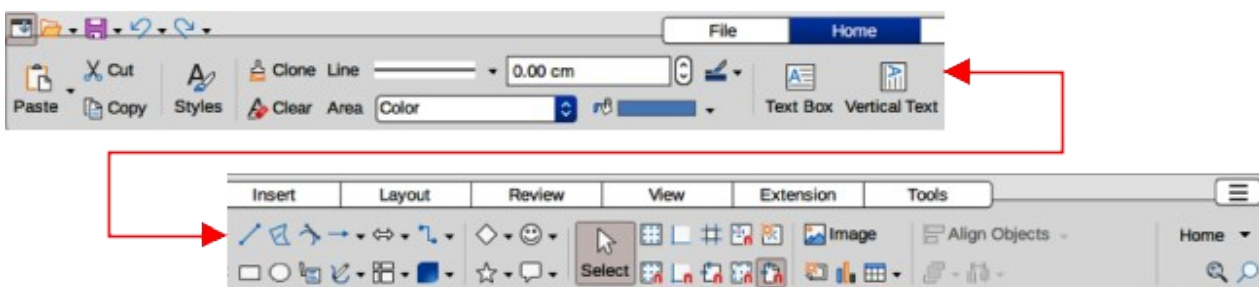 File Home
Cut Clone Line 0.00 cm
Paste Copy Styles Clear Area Color Text Box Vertical Text
Insert Layout Review View Extension Tools
Image Align Objects Home
Select